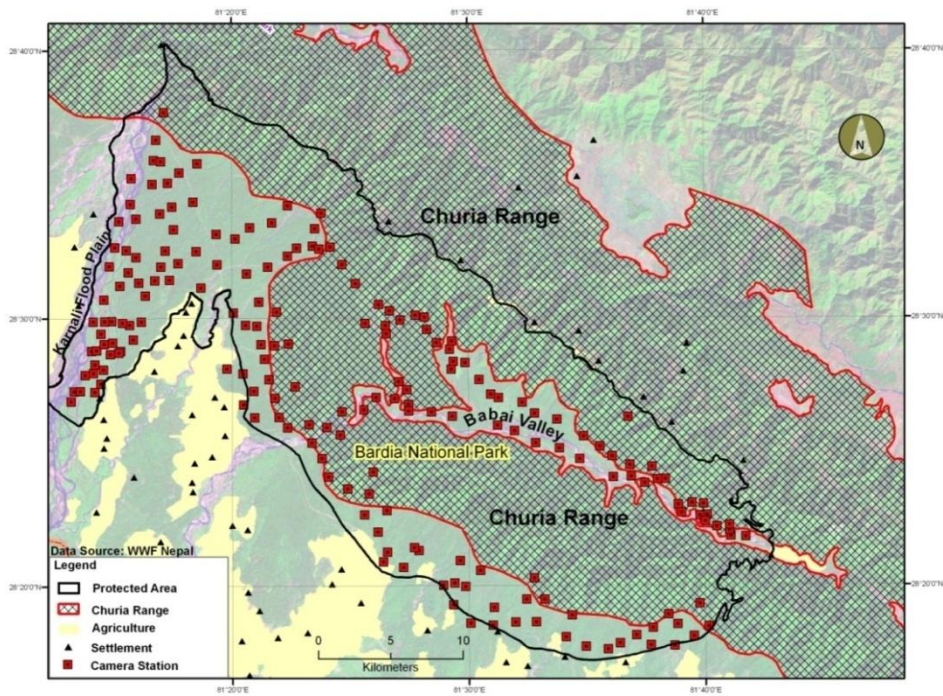 81°20'0"E 81°30'0"E 81°40'0"E
28°40'0"N 28°40'0"N
N
Churia Range
Karnali Flood Plain
28°30'0"N 28°30'0"N
Babai Valley
Bardia National Park
Churia Range
Data Source: WWF Nepal
Legend
Protected Area
Churia Range
Agriculture
Settlement
Camera Station
28°20'0"N 28°20'0"N
0 5 10
Kilometers
81°20'0"E 81°30'0"E 81°40'0"E